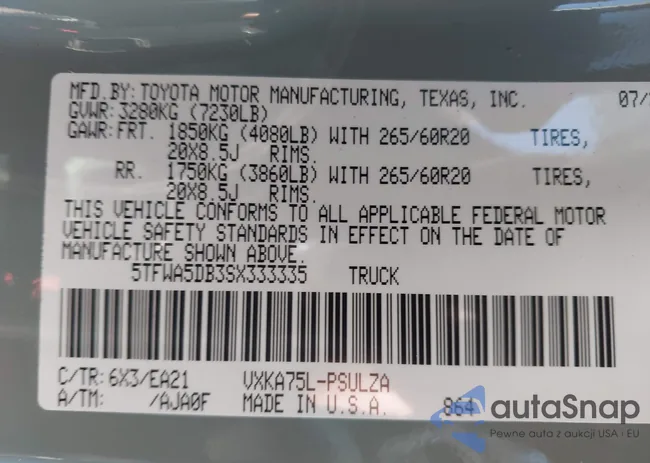 MFD.BY: TOYOTA MOTOR MANUFACTURING, TEXAS, INC. 07/
GVWR: 3280KG (7230LB)
GAWR: FRT. 1850KG (4080LB) WITH 265/60R20 TIRES,
20X8.5J RIMS.
RR. 1750KG (3860LB) WITH 265/60R20 TIRES,
20X8.5J RIMS.
THIS VEHICLE CONFORMS TO ALL APPLICABLE FEDERAL MOTOR
VEHICLE SAFETY STANDARDS IN EFFECT ON THE DATE OF
MANUFACTURE SHOWN ABOVE.
5TFWA5DB3SX333335 TRUCK
C/TR: 6X3/EA21 VXKA75L-PSULZA
A/TM: /AJA0F MADE IN U.S.A. 864
autoSnap
Pewne auta z aukcji USA i EU